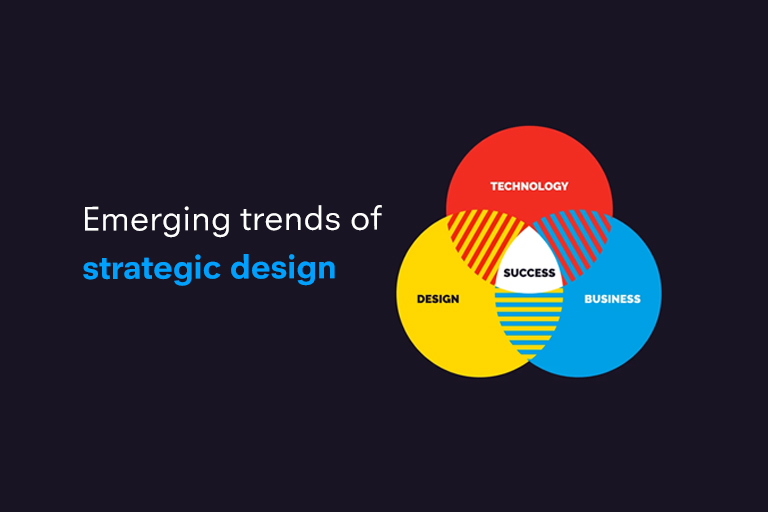 Emerging trends of
strategic design
TECHNOLOGY
SUCCESS
DESIGN
BUSINESS